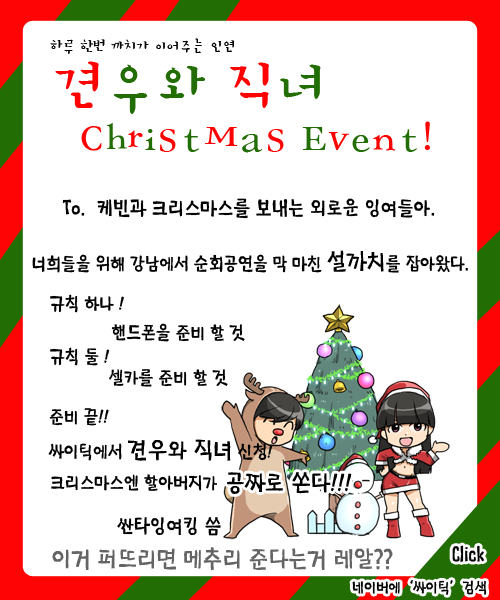 하루 한번 까치가 이어주는 인연
견우와 직녀
Christmas Event!
To. 케빈과 크리스마스를 보내는 외로운 잉여들아.
너희들을 위해 강남에서 순회공연을 막 마친 설까치를 잡아왔다.
규칙 하나 !
핸드폰을 준비 할 것
규칙 둘 !
셀카를 준비 할 것
준비 끝!!
싸이틱에서 견우와 직녀 신청!
크리스마스엔 할아버지가 공짜로 쏜다!!!
싼타잉여킹 씀
이거 퍼뜨리면 메추리 준다는거 레알??
Click
네이버에 '싸이틱' 검색